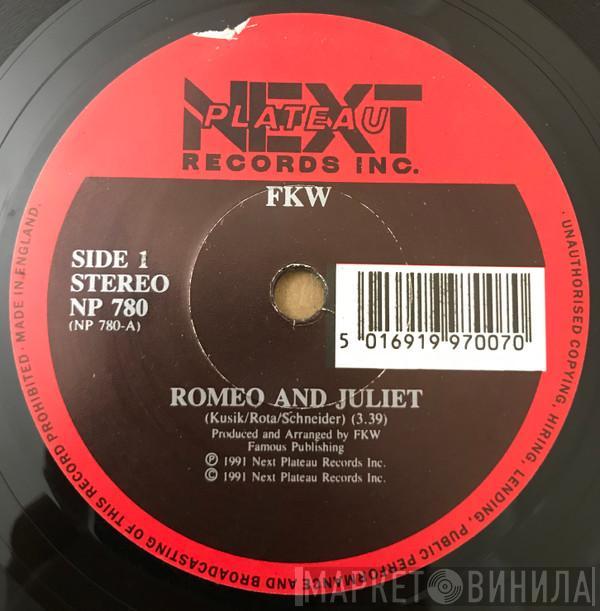 NEXT
PLATEAU
RECORDS INC.
FKW
SIDE 1
STEREO
NP 780
(NP 780-A)
5 016919 970070
ROMEO AND JULIET
(Kusik/Rota/Schneider) (3.39)
Produced and Arranged by FKW
Famous Publishing
℗ 1991 Next Plateau Records Inc.
© 1991 Next Plateau Records Inc.
· UNAUTHORISED COPYING, HIRING, LENDING, PUBLIC PERFORMANCE AND BROADCASTING OF THIS RECORD PROHIBITED · MADE IN ENGLAND.
МАРКЕТ ВИНИЛА